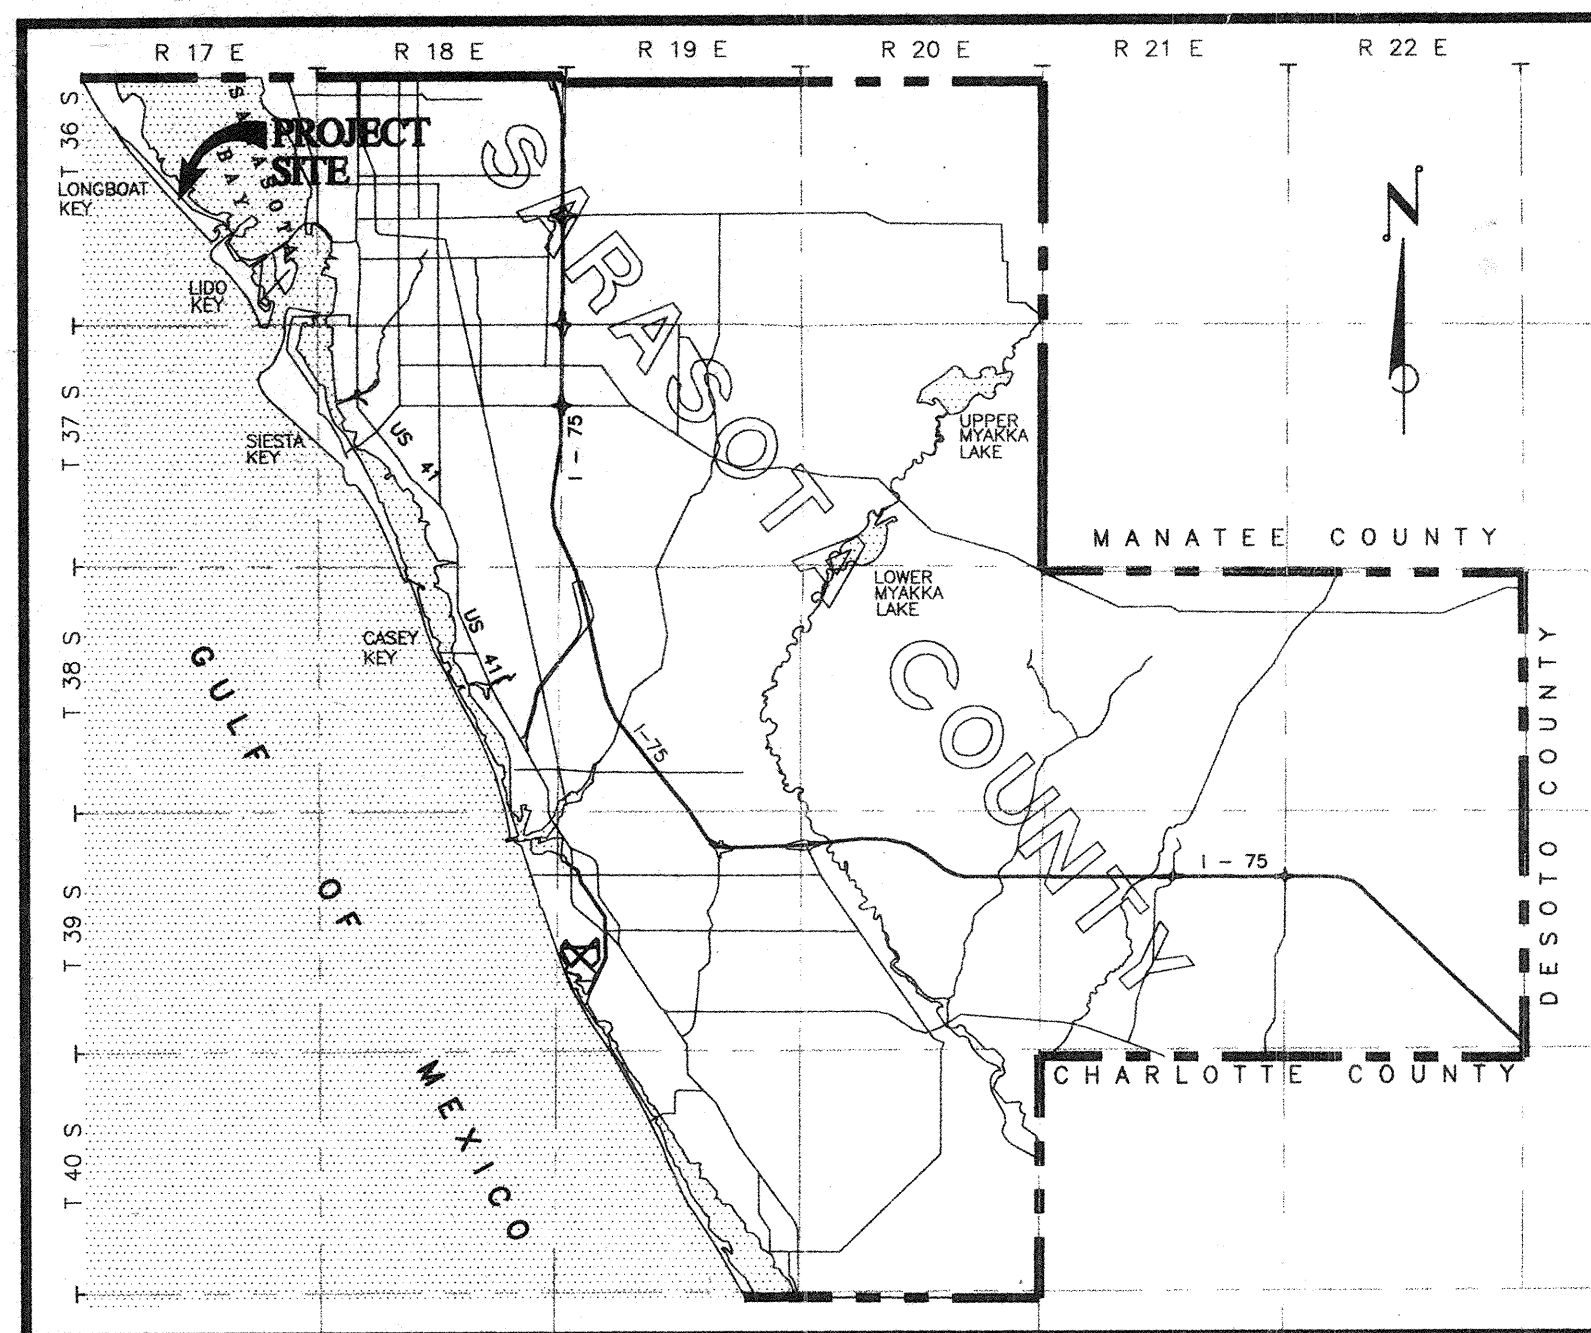 R 17 E R 18 E R 19 E R 20 E R 21 E R 22 E
T 36 S
PROJECT
SITE
SARASOTA
BAY
LONGBOAT
KEY
LIDO
KEY
T 37 S
SIESTA
KEY
US 41
I - 75
UPPER
MYAKKA
LAKE
N
SARASOTA COUNTY
MANATEE COUNTY
LOWER
MYAKKA
LAKE
T 38 S
CASEY
KEY
US 41
I-75
GULF OF MEXICO
I - 75
DESOTO COUNTY
T 39 S
CHARLOTTE COUNTY
T 40 S